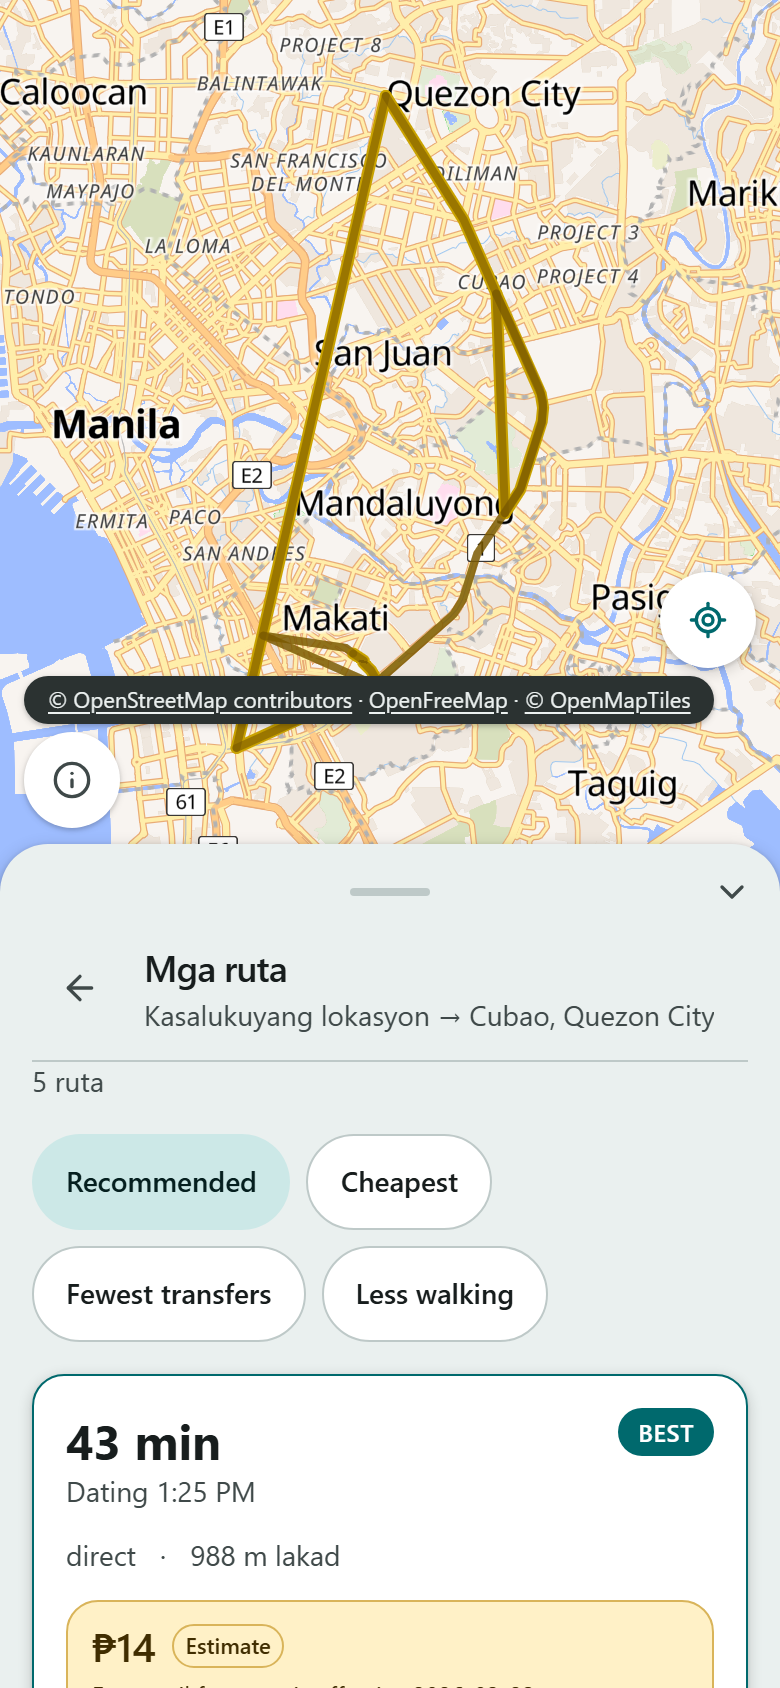 E1
PROJECT 8
BALINTAWAK
Caloocan
Quezon City
KAUNLARAN
SAN FRANCISCO
DEL MONTE
DILIMAN
MAYPAJO
Marik
LA LOMA
PROJECT 3
CUBAO
PROJECT 4
TONDO
San Juan
Manila
E2
Mandaluyong
ERMITA
PACO
SAN ANDRES
1
Makati
Pasig
© OpenStreetMap contributors · OpenFreeMap · © OpenMapTiles
E2
Taguig
61
Mga ruta
Kasalukuyang lokasyon → Cubao, Quezon City
5 ruta
Recommended
Cheapest
Fewest transfers
Less walking
43 min
BEST
Dating 1:25 PM
direct · 988 m lakad
₱14
Estimate